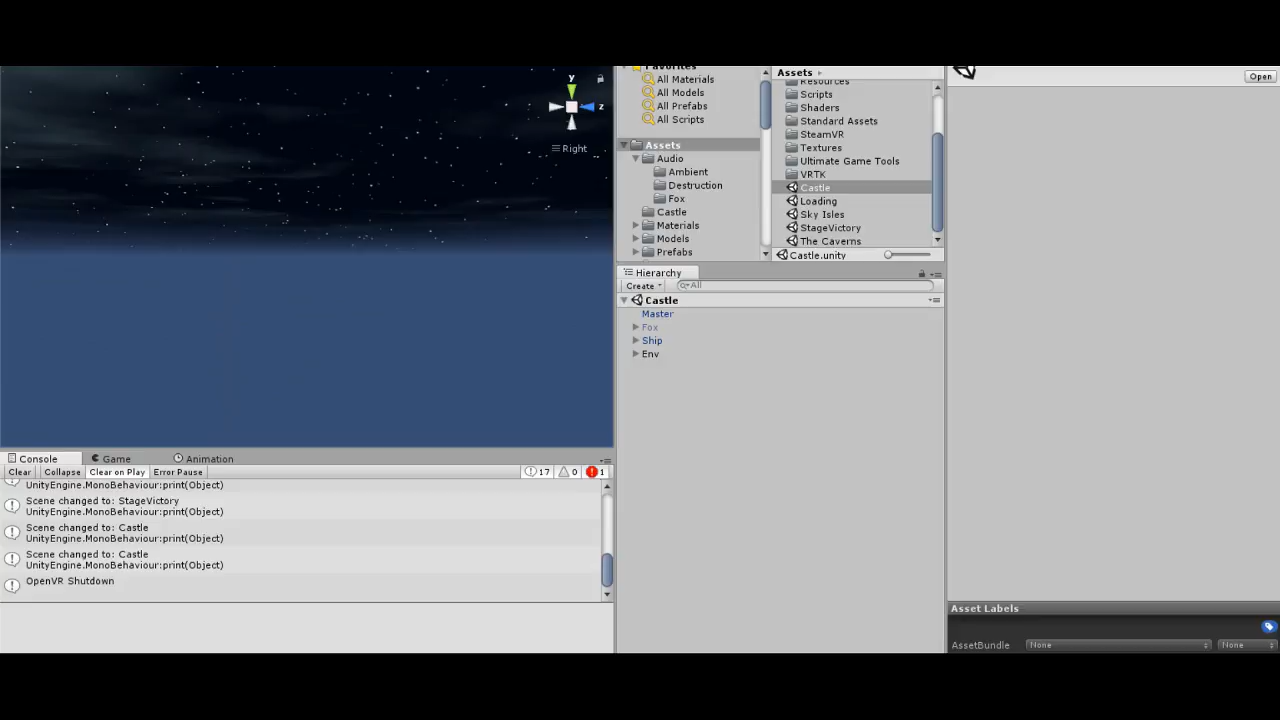 y
z
Right
Favorites
All Materials
All Models
All Prefabs
All Scripts
Assets
Audio
Ambient
Destruction
Fox
Castle
Materials
Models
Prefabs
Assets
Resources
Scripts
Shaders
Standard Assets
SteamVR
Textures
Ultimate Game Tools
VRTK
Castle
Loading
Sky Isles
StageVictory
The Caverns
Castle.unity
Open
Hierarchy
Create
All
Castle
Master
Fox
Ship
Env
Console Game Animation
Clear Collapse Clear on Play Error Pause 17 0 1
UnityEngine.MonoBehaviour:print(Object)
Scene changed to: StageVictory
UnityEngine.MonoBehaviour:print(Object)
Scene changed to: Castle
UnityEngine.MonoBehaviour:print(Object)
Scene changed to: Castle
UnityEngine.MonoBehaviour:print(Object)
OpenVR Shutdown
Asset Labels
AssetBundle None None